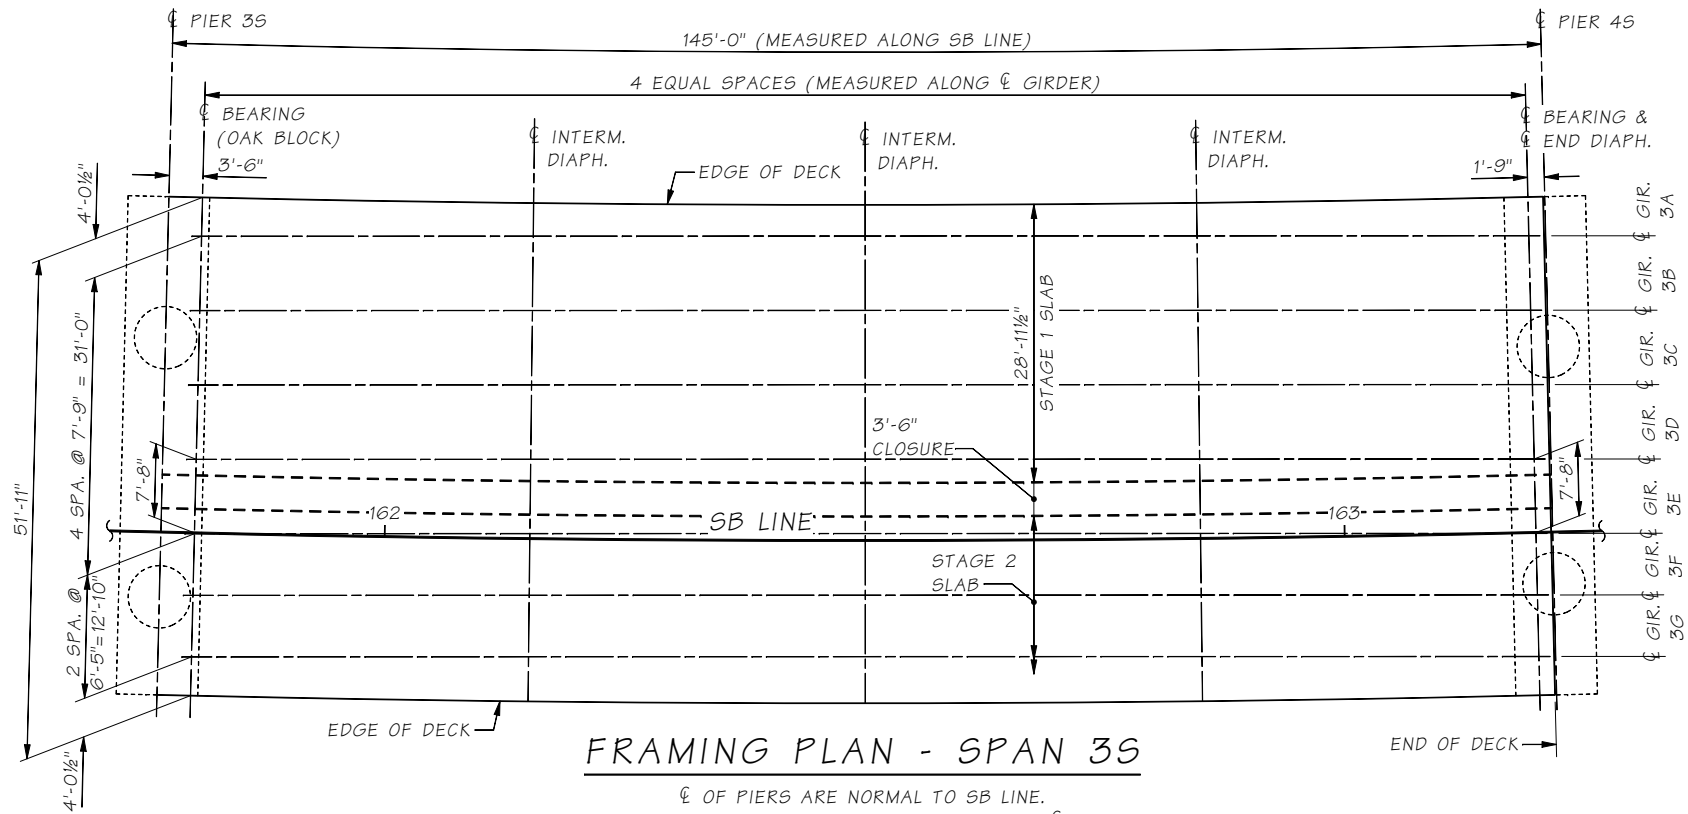 ℄ PIER 3S
℄ PIER 4S
145'-0" (MEASURED ALONG SB LINE)
4 EQUAL SPACES (MEASURED ALONG ℄ GIRDER)
℄ BEARING
(OAK BLOCK)
3'-6"
℄ INTERM.
DIAPH.
℄ INTERM.
DIAPH.
℄ INTERM.
DIAPH.
℄ BEARING &
℄ END DIAPH.
1'-9"
EDGE OF DECK
4'-0½"
51'-11"
4 SPA. @ 7'-9" = 31'-0"
7'-8"
2 SPA. @
6'-5"=12'-10"
4'-0½"
28'-11½"
STAGE 1 SLAB
3'-6"
CLOSURE
162
SB LINE
163
7'-8"
STAGE 2
SLAB
℄ GIR.
3A
℄ GIR.
3B
℄ GIR.
3C
℄ GIR.
3D
℄ GIR.
3E
℄ GIR.
3F
℄ GIR.
3G
EDGE OF DECK
END OF DECK
FRAMING PLAN - SPAN 3S
℄ OF PIERS ARE NORMAL TO SB LINE.